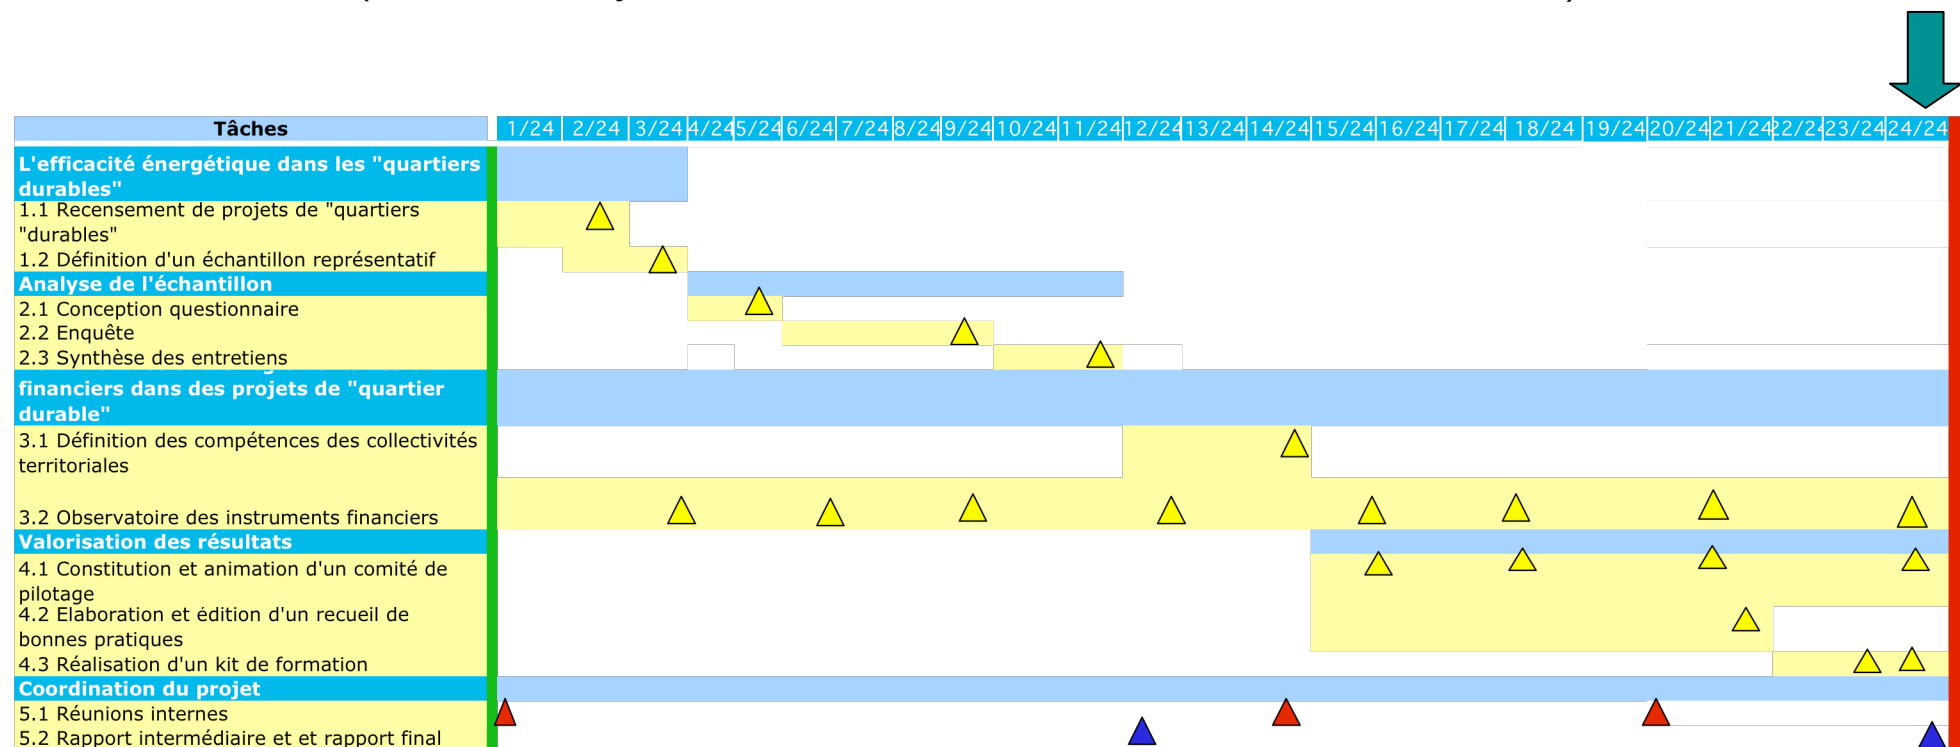 Tâches 1/24 2/24 3/24 4/24 5/24 6/24 7/24 8/24 9/24 10/24 11/24 12/24 13/24 14/24 15/24 16/24 17/24 18/24 19/24 20/24 21/24 22/24 23/24 24/24
L'efficacité énergétique dans les "quartiers
durables"
1.1 Recensement de projets de "quartiers
"durables"
1.2 Définition d'un échantillon représentatif
Analyse de l'échantillon
2.1 Conception questionnaire
2.2 Enquête
2.3 Synthèse des entretiens
financiers dans des projets de "quartier
durable"
3.1 Définition des compétences des collectivités
territoriales
3.2 Observatoire des instruments financiers
Valorisation des résultats
4.1 Constitution et animation d'un comité de
pilotage
4.2 Elaboration et édition d'un recueil de
bonnes pratiques
4.3 Réalisation d'un kit de formation
Coordination du projet
5.1 Réunions internes
5.2 Rapport intermédiaire et et rapport final